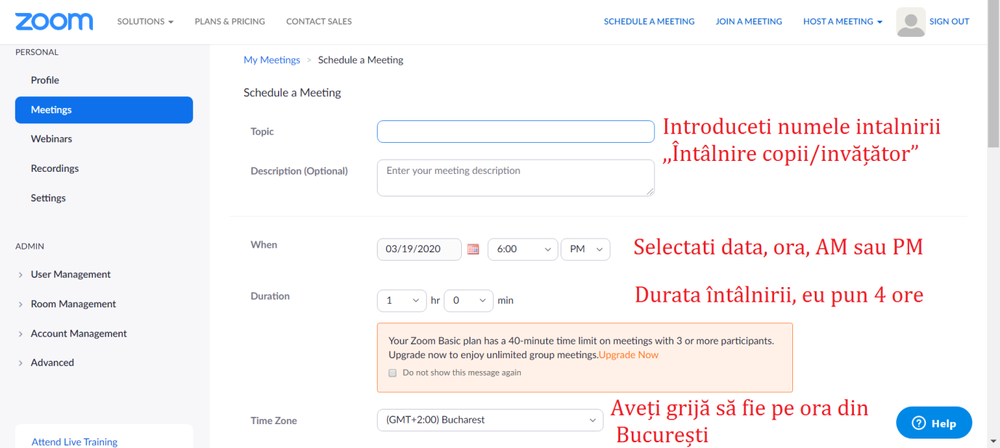 zoom
SOLUTIONS
PLANS & PRICING
CONTACT SALES
SCHEDULE A MEETING
JOIN A MEETING
HOST A MEETING
SIGN OUT
PERSONAL
Profile
Meetings
Webinars
Recordings
Settings
ADMIN
User Management
Room Management
Account Management
Advanced
Attend Live Training
My Meetings > Schedule a Meeting
Schedule a Meeting
Topic
Introduceti numele intalnirii
„Întâlnire copii/invățător”
Description (Optional)
Enter your meeting description
When
03/19/2020
6:00
PM
Selectati data, ora, AM sau PM
Duration
1 hr 0 min
Durata întâlnirii, eu pun 4 ore
Your Zoom Basic plan has a 40-minute time limit on meetings with 3 or more participants.
Upgrade now to enjoy unlimited group meetings.Upgrade Now
Do not show this message again
Time Zone
(GMT+2:00) Bucharest
Aveți grijă să fie pe ora din
București
? Help